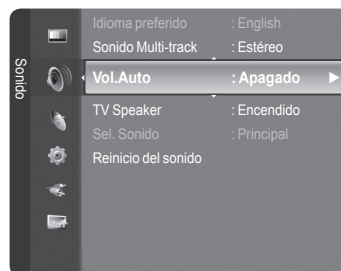 Sonido
Idioma preferido : English
Sonido Multi-track : Estéreo
Vol.Auto : Apagado ►
TV Speaker : Encendido
Sel. Sonido : Principal
Reinicio del sonido